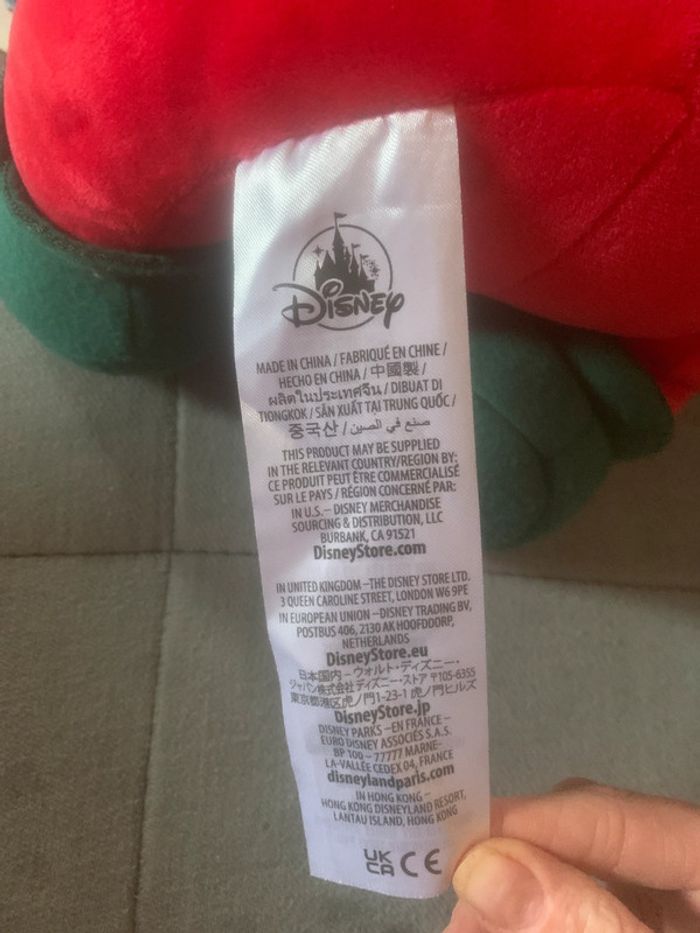 Disney
MADE IN CHINA / FABRIQUÉ EN CHINE /
HECHO EN CHINA / 中國製 /
ผลิตในประเทศจีน / DIBUAT DI
TIONGKOK / SẢN XUẤT TẠI TRUNG QUỐC /
중국산 / صنع في الصين
THIS PRODUCT MAY BE SUPPLIED
IN THE RELEVANT COUNTRY/REGION BY:
CE PRODUIT PEUT ÊTRE COMMERCIALISÉ
SUR LE PAYS / RÉGION CONCERNÉ PAR:
IN U.S.– DISNEY MERCHANDISE
SOURCING & DISTRIBUTION, LLC
BURBANK, CA 91521
DisneyStore.com
IN UNITED KINGDOM –THE DISNEY STORE LTD.
3 QUEEN CAROLINE STREET, LONDON W6 9PE
IN EUROPEAN UNION –DISNEY TRADING BV,
POSTBUS 406, 2130 AK HOOFDDORP,
NETHERLANDS
DisneyStore.eu
日本国内 – ウォルト・ディズニー・
ジャパン株式会社 ディズニー・ストア 〒105-6355
東京都港区虎ノ門1-23-1 虎ノ門ヒルズ
DisneyStore.jp
DISNEY PARKS –EN FRANCE –
EURO DISNEY ASSOCIÉS S.A.S.
BP 100 – 77777 MARNE-
LA-VALLÉE CEDEX 04, FRANCE
disneylandparis.com
IN HONG KONG –
HONG KONG DISNEYLAND RESORT,
LANTAU ISLAND, HONG KONG
UK
CA CE